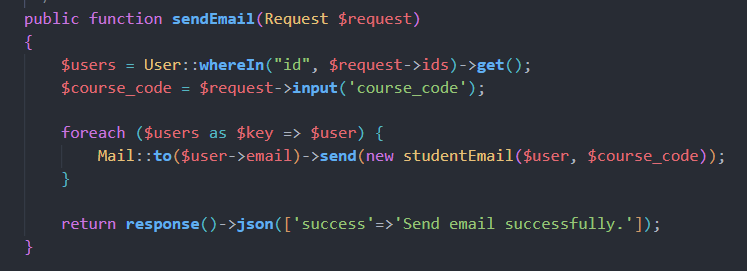 public function sendEmail(Request $request)
{
    $users = User::whereIn("id", $request->ids)->get();
    $course_code = $request->input('course_code');

    foreach ($users as $key => $user) {
        Mail::to($user->email)->send(new studentEmail($user, $course_code));
    }

    return response()->json(['success'=>'Send email successfully.']);
}